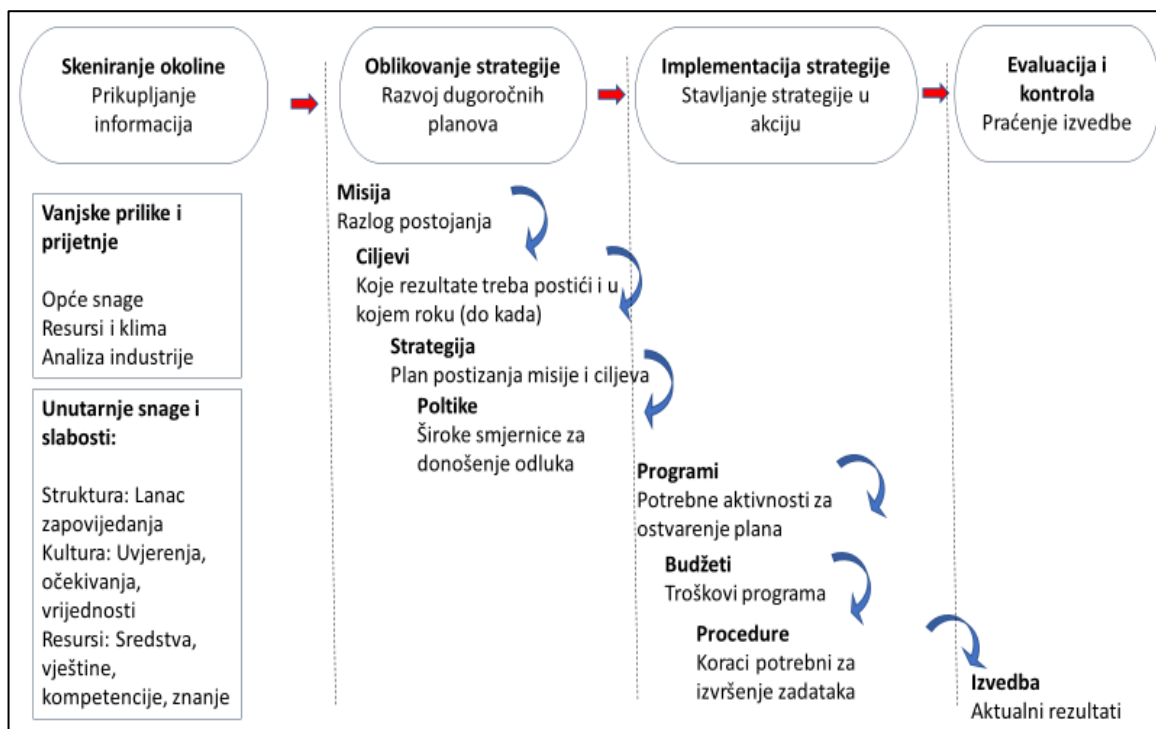 Skeniranje okoline
Prikupljanje
informacija
Oblikovanje strategije
Razvoj dugoročnih
planova
Implementacija strategije
Stavljanje strategije u
akciju
Evaluacija i
kontrola
Praćenje izvedbe
Vanjske prilike i
prijetnje
Opće snage
Resursi i klima
Analiza industrije
Unutarnje snage i
slabosti:
Struktura: Lanac
zapovijedanja
Kultura: Uvjerenja,
očekivanja,
vrijednosti
Resursi: Sredstva,
vještine,
kompetencije, znanje
Misija
Razlog postojanja
Ciljevi
Koje rezultate treba postići i u
kojem roku (do kada)
Strategija
Plan postizanja misije i ciljeva
Poltike
Široke smjernice za
donošenje odluka
Programi
Potrebne aktivnosti za
ostvarenje plana
Budžeti
Troškovi programa
Procedure
Koraci potrebni za
izvršenje zadataka
Izvedba
Aktualni rezultati